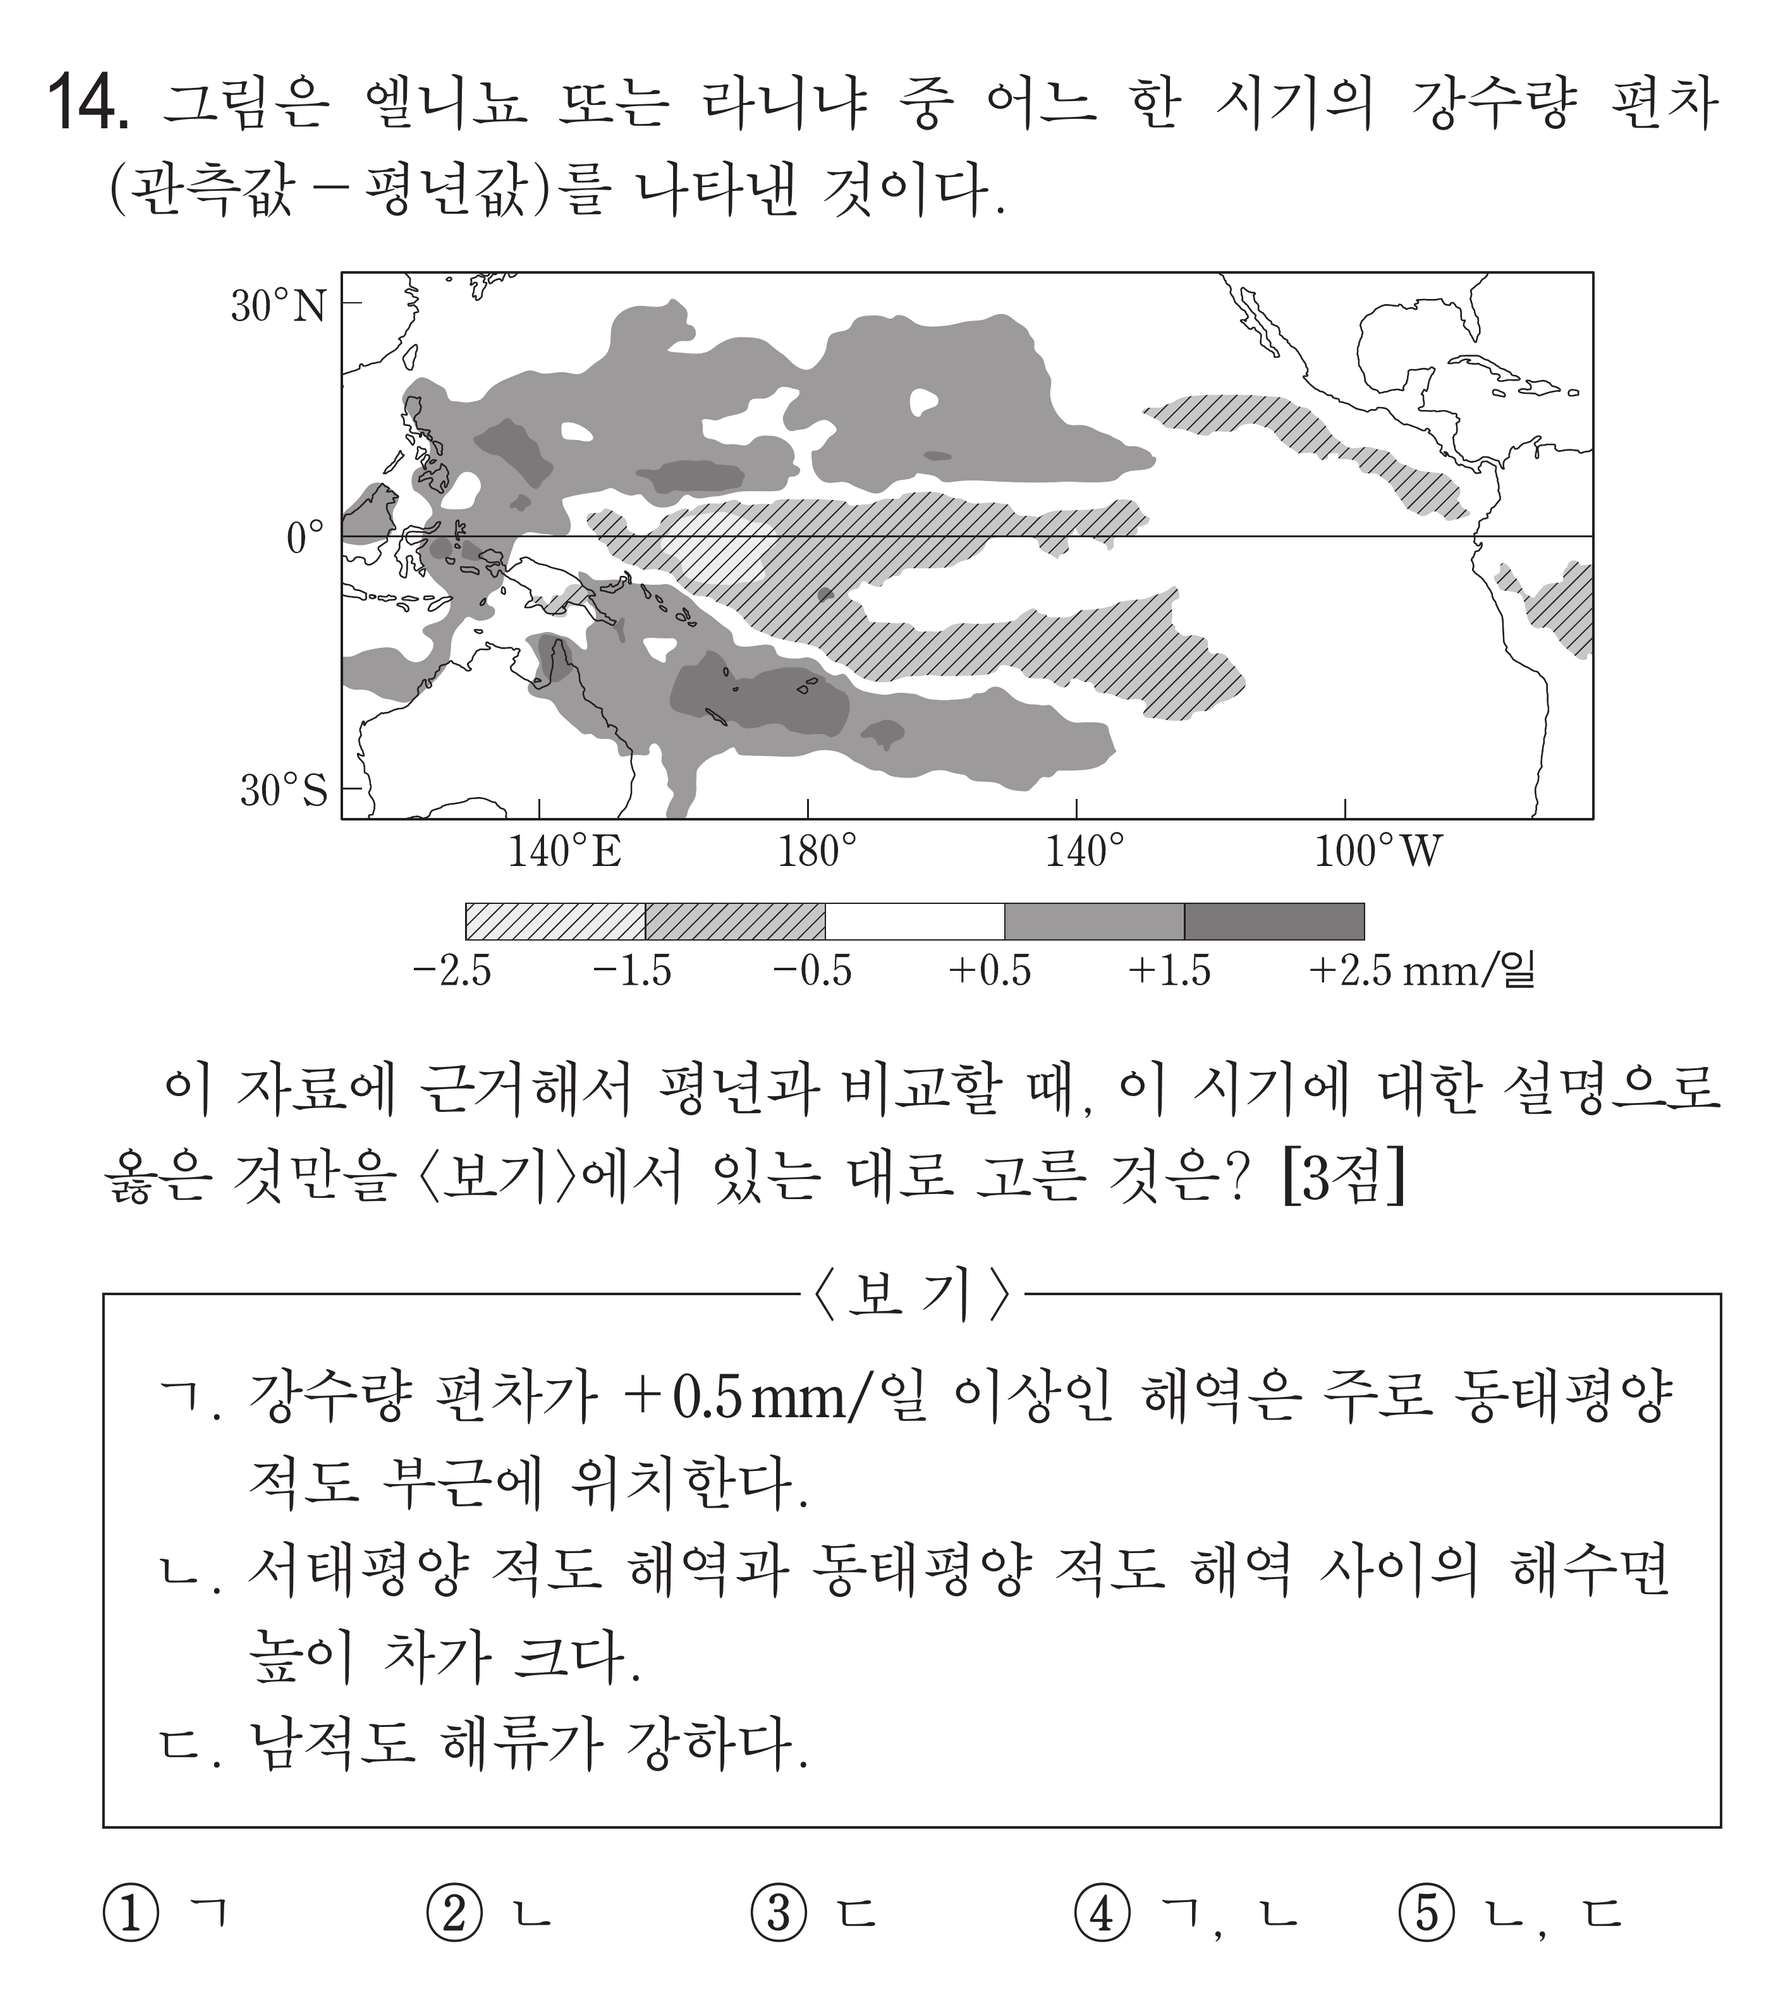 14. 그림은 엘니뇨 또는 라니냐 중 어느 한 시기의 강수량 편차
(관측값 − 평년값)를 나타낸 것이다.
30°N
0°
30°S
140°E 180° 140° 100°W
−2.5 −1.5 −0.5 +0.5 +1.5 +2.5 mm/일
이 자료에 근거해서 평년과 비교할 때, 이 시기에 대한 설명으로
옳은 것만을 〈보기〉에서 있는 대로 고른 것은? [3점]
〈 보 기 〉
ㄱ. 강수량 편차가 +0.5mm/일 이상인 해역은 주로 동태평양
적도 부근에 위치한다.
ㄴ. 서태평양 적도 해역과 동태평양 적도 해역 사이의 해수면
높이 차가 크다.
ㄷ. 남적도 해류가 강하다.
① ㄱ ② ㄴ ③ ㄷ ④ ㄱ, ㄴ ⑤ ㄴ, ㄷ